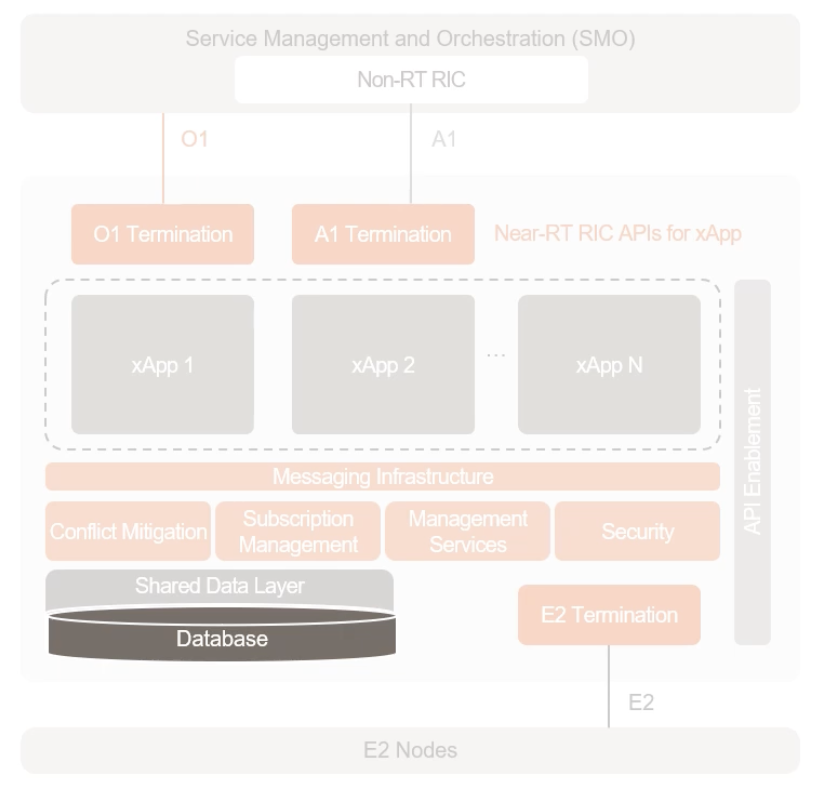 Service Management and Orchestration (SMO)
Non-RT RIC
O1
A1
O1 Termination
A1 Termination
Near-RT RIC APIs for xApp
xApp 1
xApp 2
...
xApp N
API Enablement
Messaging Infrastructure
Conflict Mitigation
Subscription
Management
Management
Services
Security
Shared Data Layer
Database
E2 Termination
E2
E2 Nodes